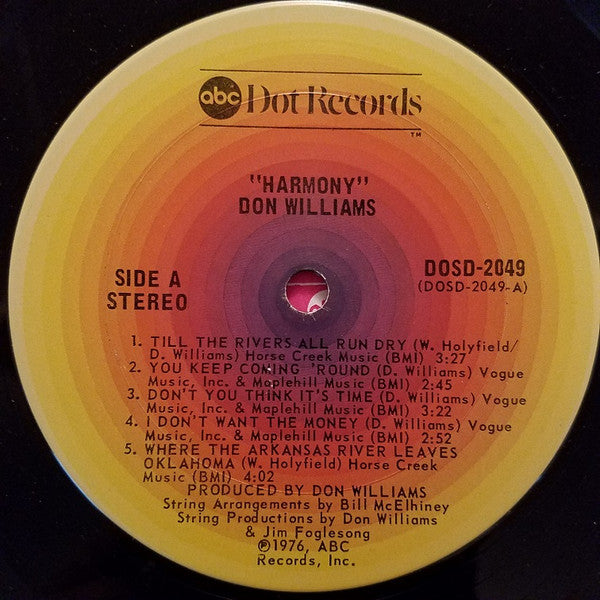 abc Dot Records
TM
"HARMONY"
DON WILLIAMS
SIDE A
STEREO
DOSD-2049
(DOSD-2049-A)
1. TILL THE RIVERS ALL RUN DRY (W. Holyfield/
D. Williams) Horse Creek Music (BMI) 3:27
2. YOU KEEP COMING 'ROUND (D. Williams) Vogue
Music, Inc. & Maplehill Music (BMI) 2:45
3. DON'T YOU THINK IT'S TIME (D. Williams) Vogue
Music, Inc. & Maplehill Music (BMI) 3:22
4. I DON'T WANT THE MONEY (D. Williams) Vogue
Music, Inc. & Maplehill Music (BMI) 2:52
5. WHERE THE ARKANSAS RIVER LEAVES
OKLAHOMA (W. Holyfield) Horse Creek
Music (BMI) 4:02
PRODUCED BY DON WILLIAMS
String Arrangements by Bill McElhiney
String Productions by Don Williams
& Jim Foglesong
℗1976, ABC
Records, Inc.